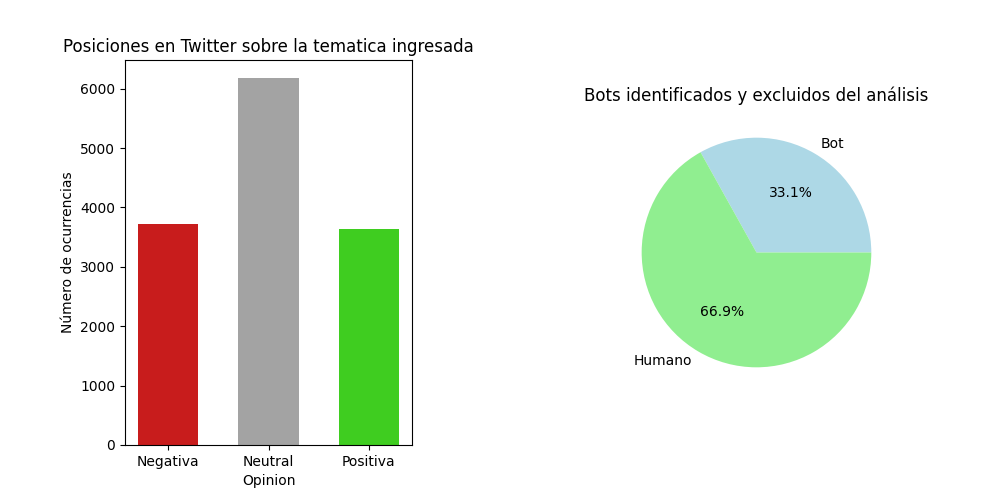 Posiciones en Twitter sobre la tematica ingresada
Número de ocurrencias
6000
5000
4000
3000
2000
1000
0
Negativa
Neutral
Positiva
Opinion
Bots identificados y excluidos del análisis
Bot
33.1%
66.9%
Humano